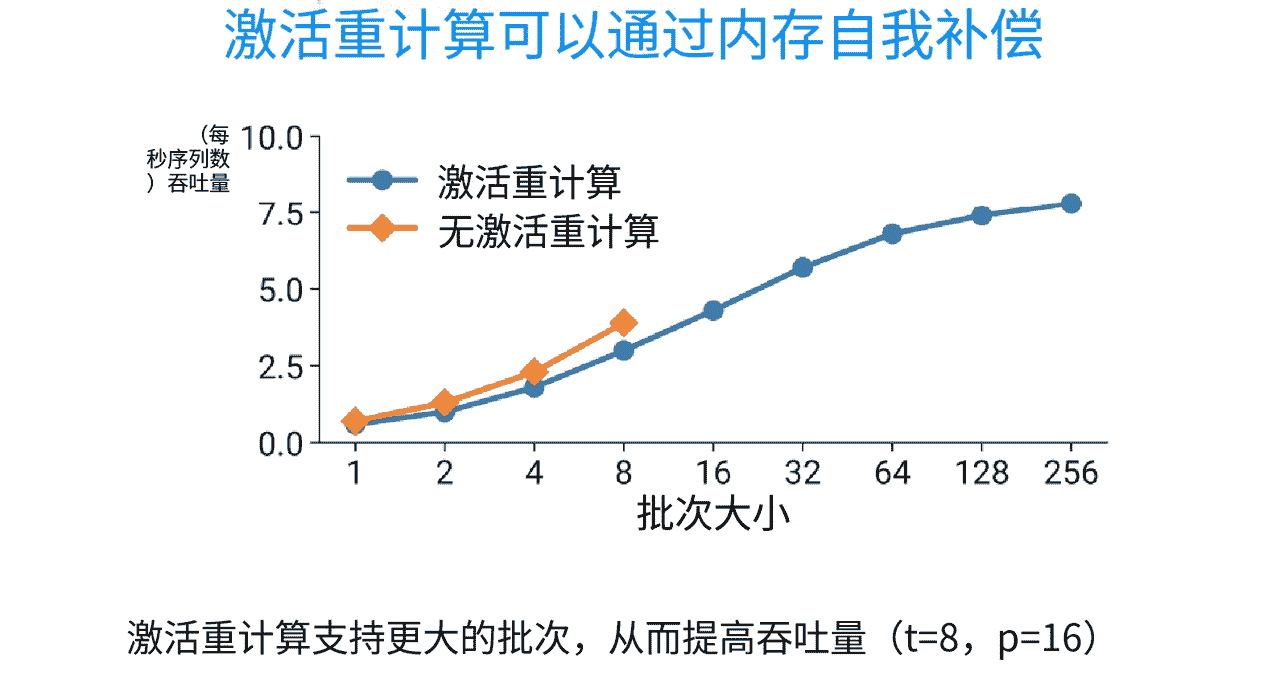 激活重计算可以通过内存自我补偿
（每
秒序列数
）吞吐量
10.0
7.5
5.0
2.5
0.0
激活重计算
无激活重计算
1 2 4 8 16 32 64 128 256
批次大小
激活重计算支持更大的批次，从而提高吞吐量（t=8，p=16）